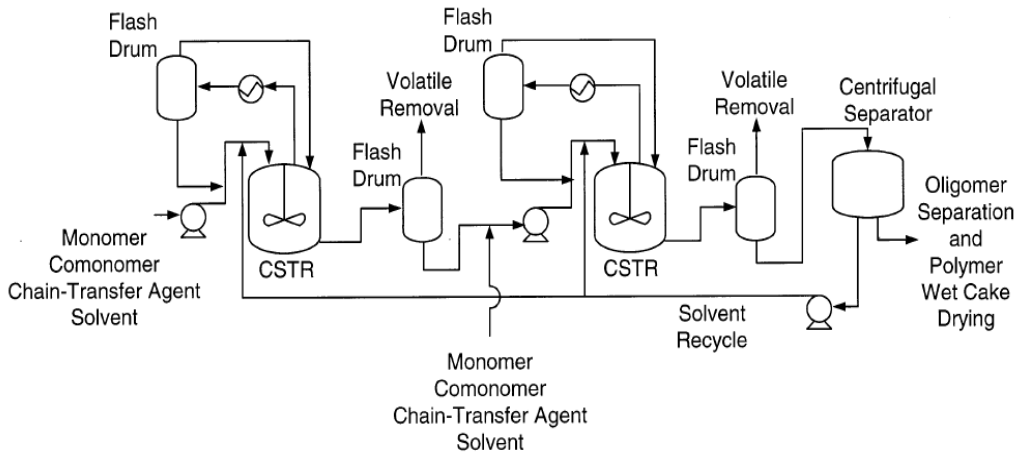 Flash
Drum
Volatile
Removal
Flash
Drum
CSTR
Monomer
Comonomer
Chain-Transfer Agent
Solvent
Flash
Drum
Volatile
Removal
Flash
Drum
CSTR
Centrifugal
Separator
Oligomer
Separation
and
Polymer
Wet Cake
Drying
Solvent
Recycle
Monomer
Comonomer
Chain-Transfer Agent
Solvent